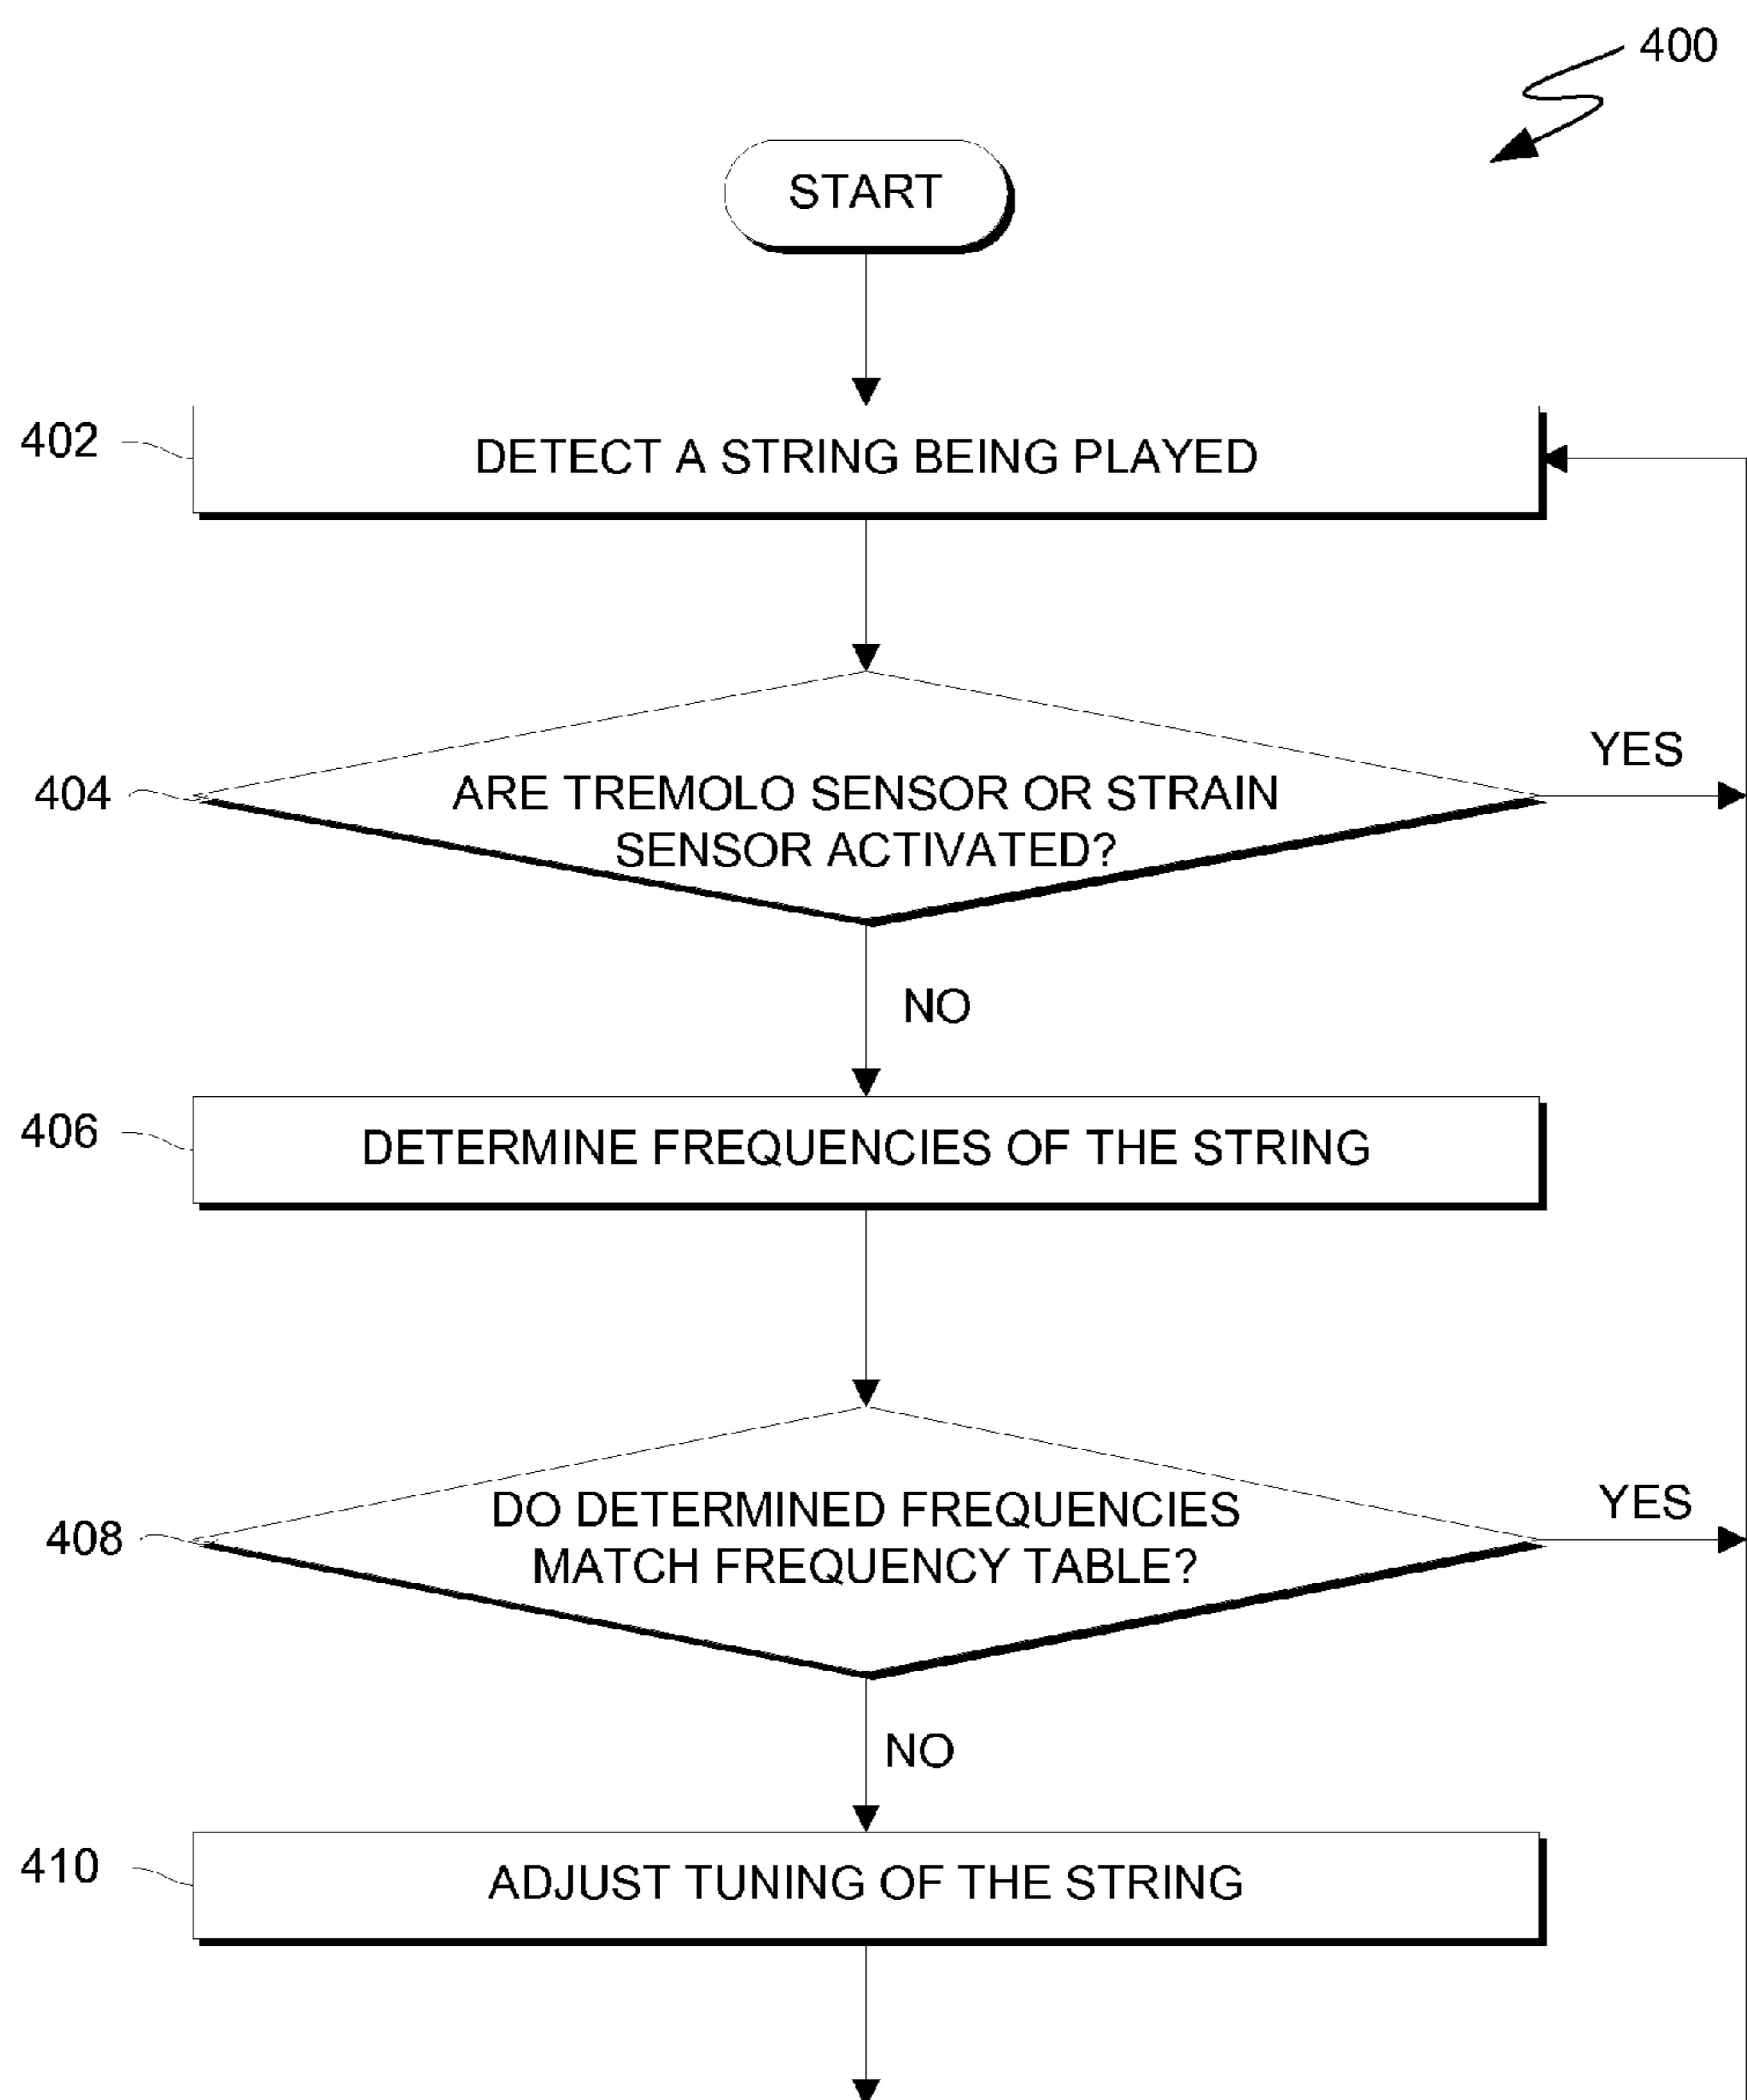 400
START
402
DETECT A STRING BEING PLAYED
YES
404
ARE TREMOLO SENSOR OR STRAIN
SENSOR ACTIVATED?
NO
406
DETERMINE FREQUENCIES OF THE STRING
YES
408
DO DETERMINED FREQUENCIES
MATCH FREQUENCY TABLE?
NO
410
ADJUST TUNING OF THE STRING